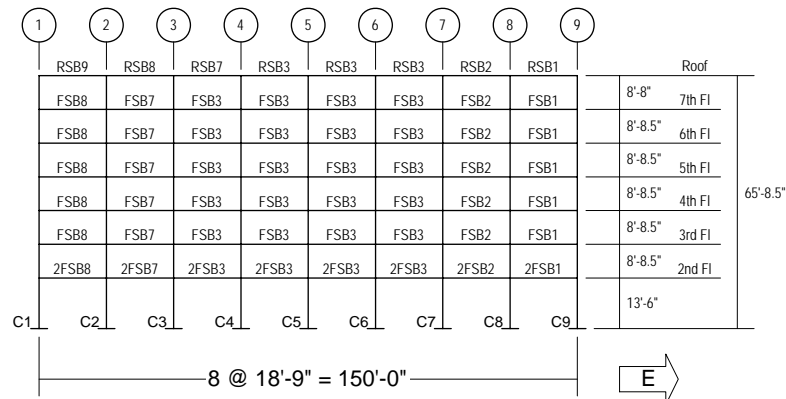 1 2 3 4 5 6 7 8 9
RSB9 RSB8 RSB7 RSB3 RSB3 RSB3 RSB2 RSB1 Roof
FSB8 FSB7 FSB3 FSB3 FSB3 FSB3 FSB2 FSB1 8'-8" 7th Fl
FSB8 FSB7 FSB3 FSB3 FSB3 FSB3 FSB2 FSB1 8'-8.5" 6th Fl
FSB8 FSB7 FSB3 FSB3 FSB3 FSB3 FSB2 FSB1 8'-8.5" 5th Fl
FSB8 FSB7 FSB3 FSB3 FSB3 FSB3 FSB2 FSB1 8'-8.5" 4th Fl 65'-8.5"
FSB8 FSB7 FSB3 FSB3 FSB3 FSB3 FSB2 FSB1 8'-8.5" 3rd Fl
2FSB8 2FSB7 2FSB3 2FSB3 2FSB3 2FSB3 2FSB2 2FSB1 8'-8.5" 2nd Fl
13'-6"
C1 C2 C3 C4 C5 C6 C7 C8 C9
8 @ 18'-9" = 150'-0" E